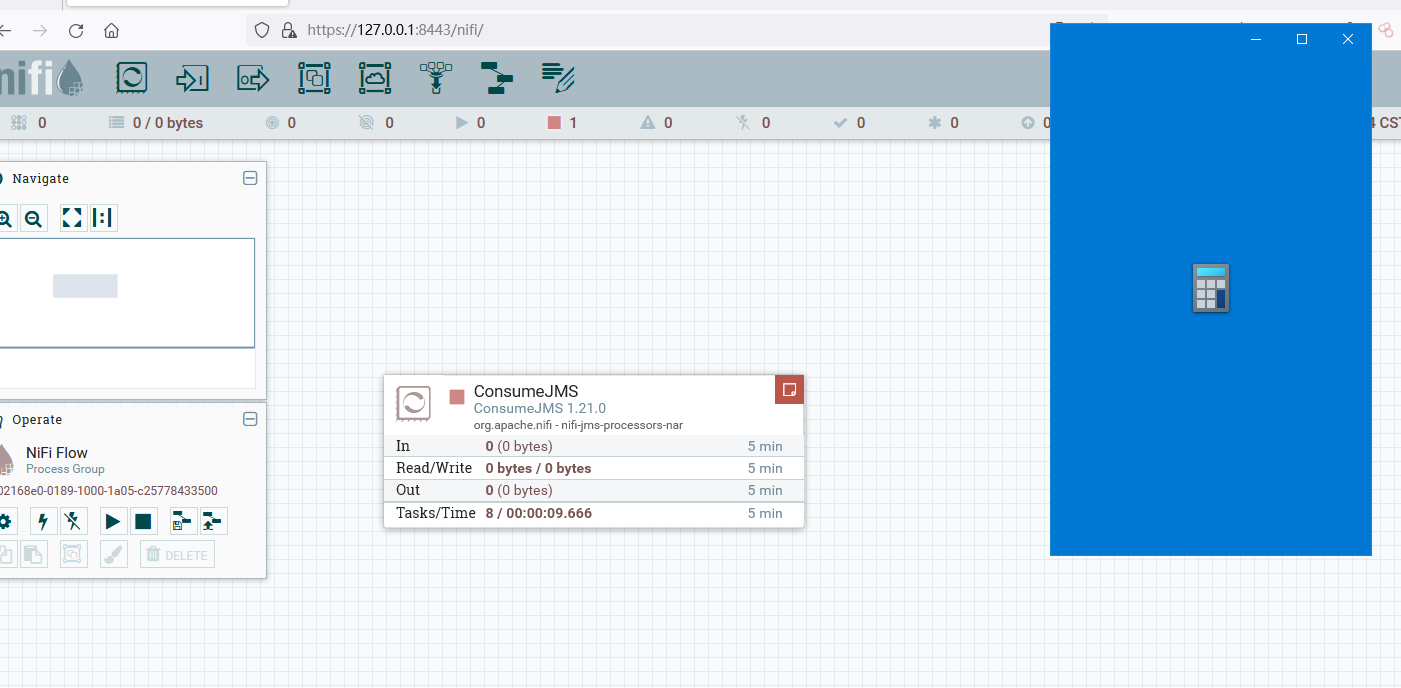 https://127.0.0.1:8443/nifi/
nifi
0 0 / 0 bytes 0 0 0 1 0 0 0 0 0 4 CST
Navigate
Operate
NiFi Flow
Process Group
02168e0-0189-1000-1a05-c25778433500
DELETE
ConsumeJMS
ConsumeJMS 1.21.0
org.apache.nifi - nifi-jms-processors-nar
In 0 (0 bytes) 5 min
Read/Write 0 bytes / 0 bytes 5 min
Out 0 (0 bytes) 5 min
Tasks/Time 8 / 00:00:09.666 5 min